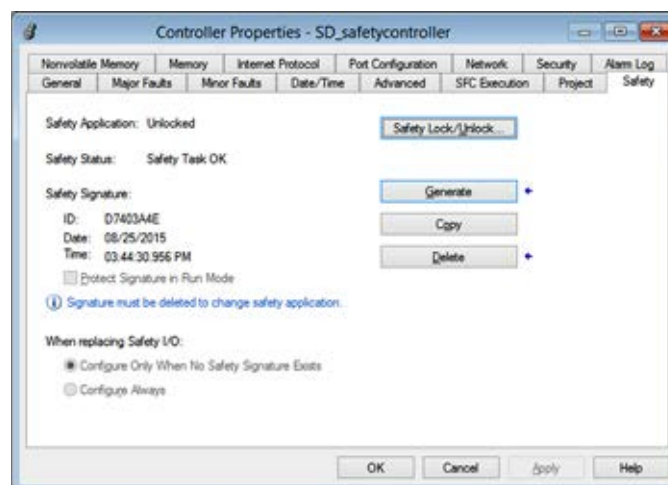 Controller Properties - SD_safetycontroller
Nonvolatile Memory Memory Internet Protocol Port Configuration Network Security Alarm Log
General Major Faults Minor Faults Date/Time Advanced SFC Execution Project Safety
Safety Application: Unlocked
Safety Lock/Unlock...
Safety Status: Safety Task OK
Safety Signature:
Generate
ID: D7403A4E
Copy
Date: 08/25/2015
Time: 03:44:30.956 PM
Delete
Protect Signature in Run Mode
Signature must be deleted to change safety application.
When replacing Safety I/O:
Configure Only When No Safety Signature Exists
Configure Always
OK Cancel Apply Help